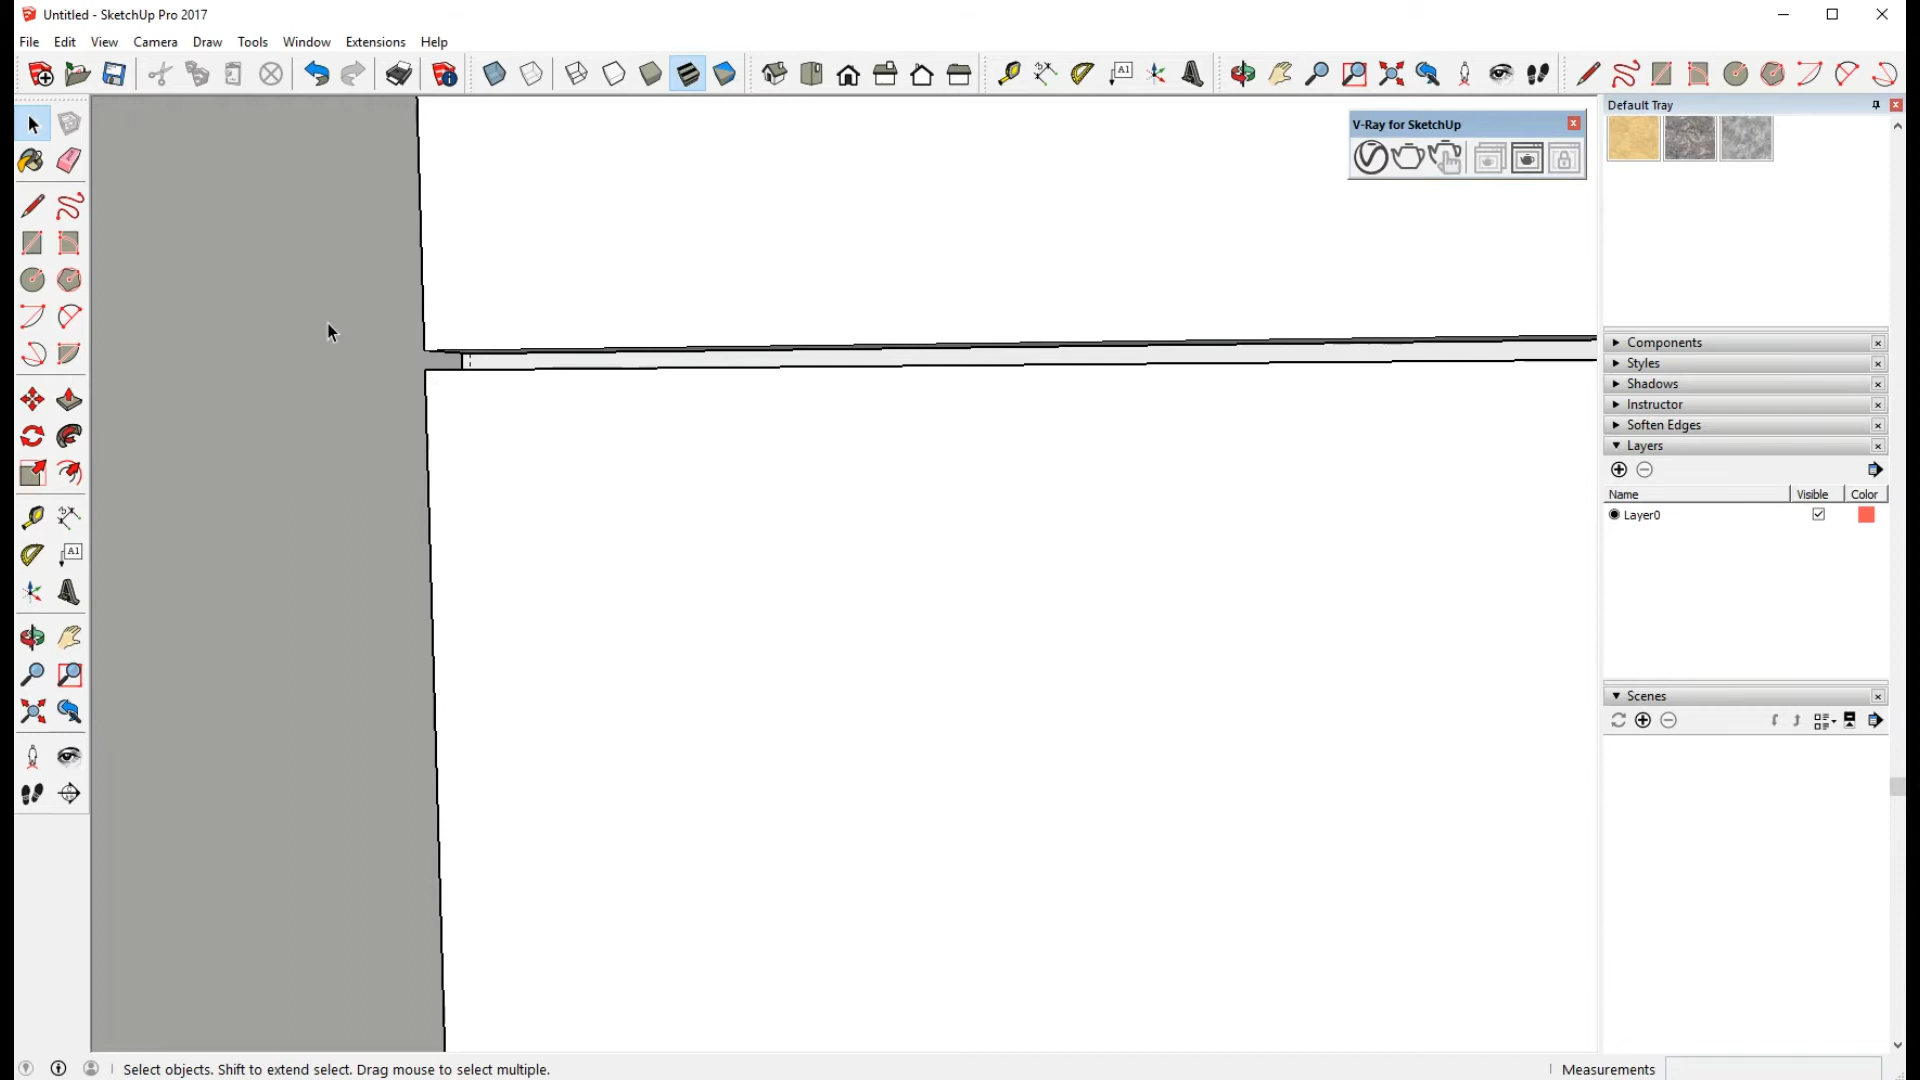 Untitled - SketchUp Pro 2017
File Edit View Camera Draw Tools Window Extensions Help
Default Tray
V-Ray for SketchUp
Components
Styles
Shadows
Instructor
Soften Edges
Layers
Name Visible Color
Layer0
Scenes
Select objects. Shift to extend select. Drag mouse to select multiple.
Measurements